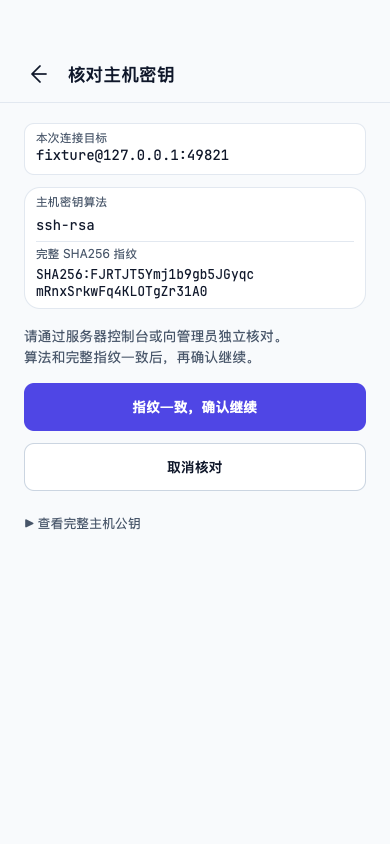 核对主机密钥
本次连接目标
fixture@127.0.0.1:49821
主机密钥算法
ssh-rsa
完整 SHA256 指纹
SHA256:FJRTJT5Ymj1b9gb5JGyqc
mRnxSrkwFq4KLOTgZr31A0
请通过服务器控制台或向管理员独立核对。
算法和完整指纹一致后，再确认继续。
指纹一致，确认继续
取消核对
▶ 查看完整主机公钥